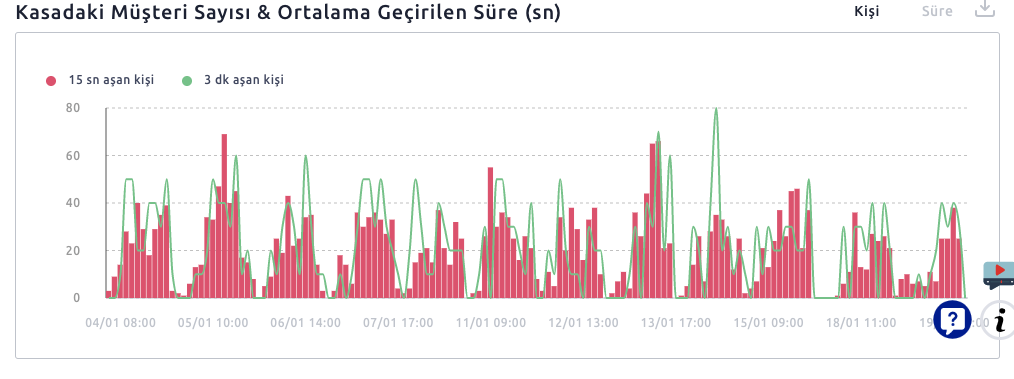 Kasadaki Müşteri Sayısı & Ortalama Geçirilen Süre (sn)
Kişi Süre
15 sn aşan kişi 3 dk aşan kişi
80
60
40
20
0
04/01 08:00 05/01 10:00 06/01 14:00 07/01 17:00 11/01 09:00 12/01 13:00 13/01 17:00 15/01 09:00 18/01 11:00
?
i